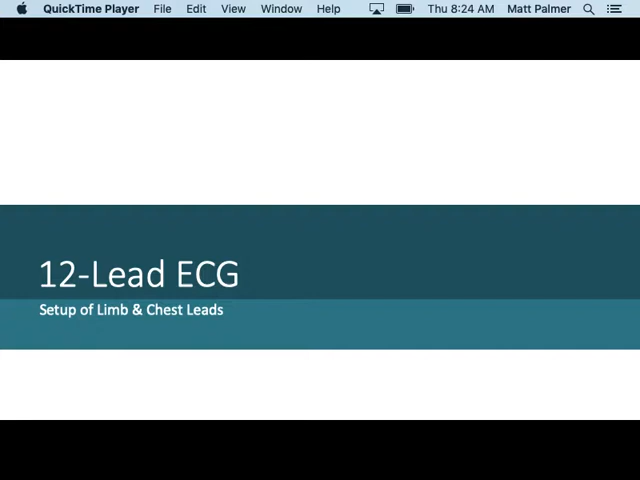 QuickTime Player File Edit View Window Help Thu 8:24 AM Matt Palmer
12-Lead ECG
Setup of Limb & Chest Leads